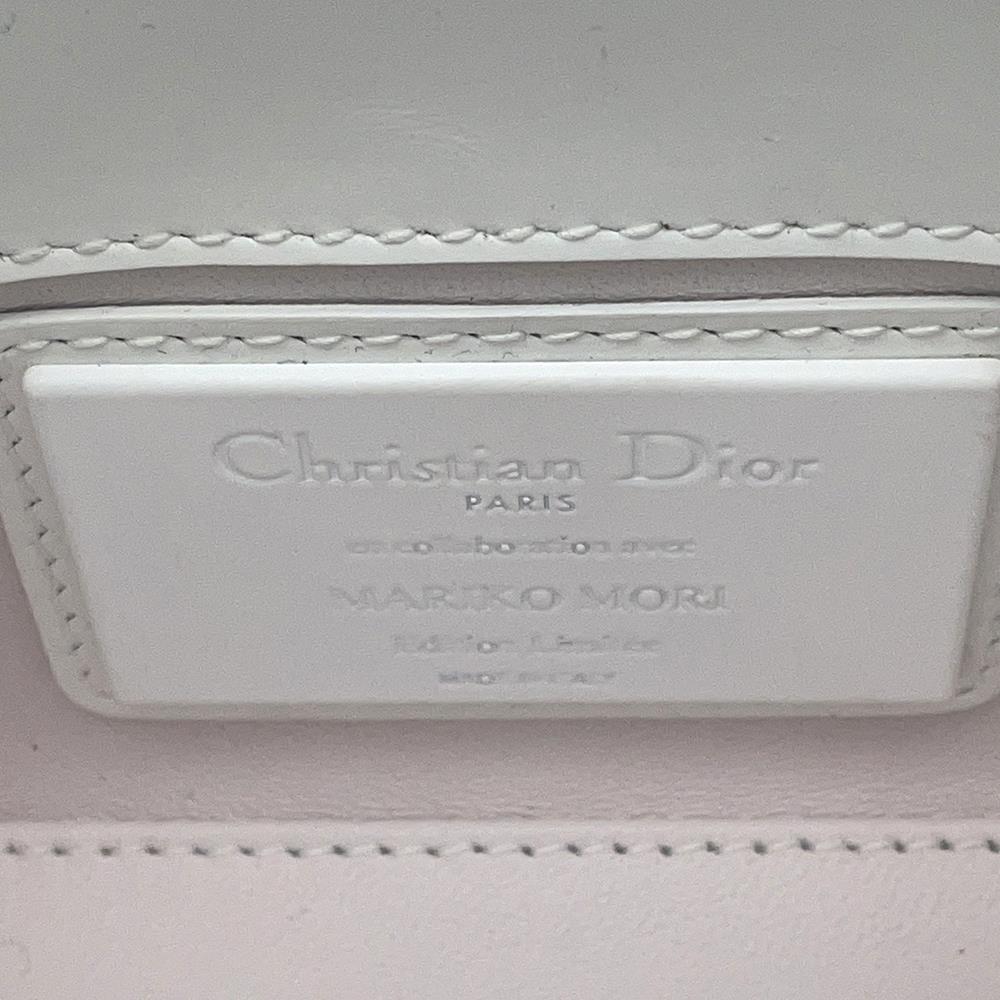 Christian Dior
PARIS
en collaboration avec
MARIKO MORI
Edition Limitée
MADE IN ITALY